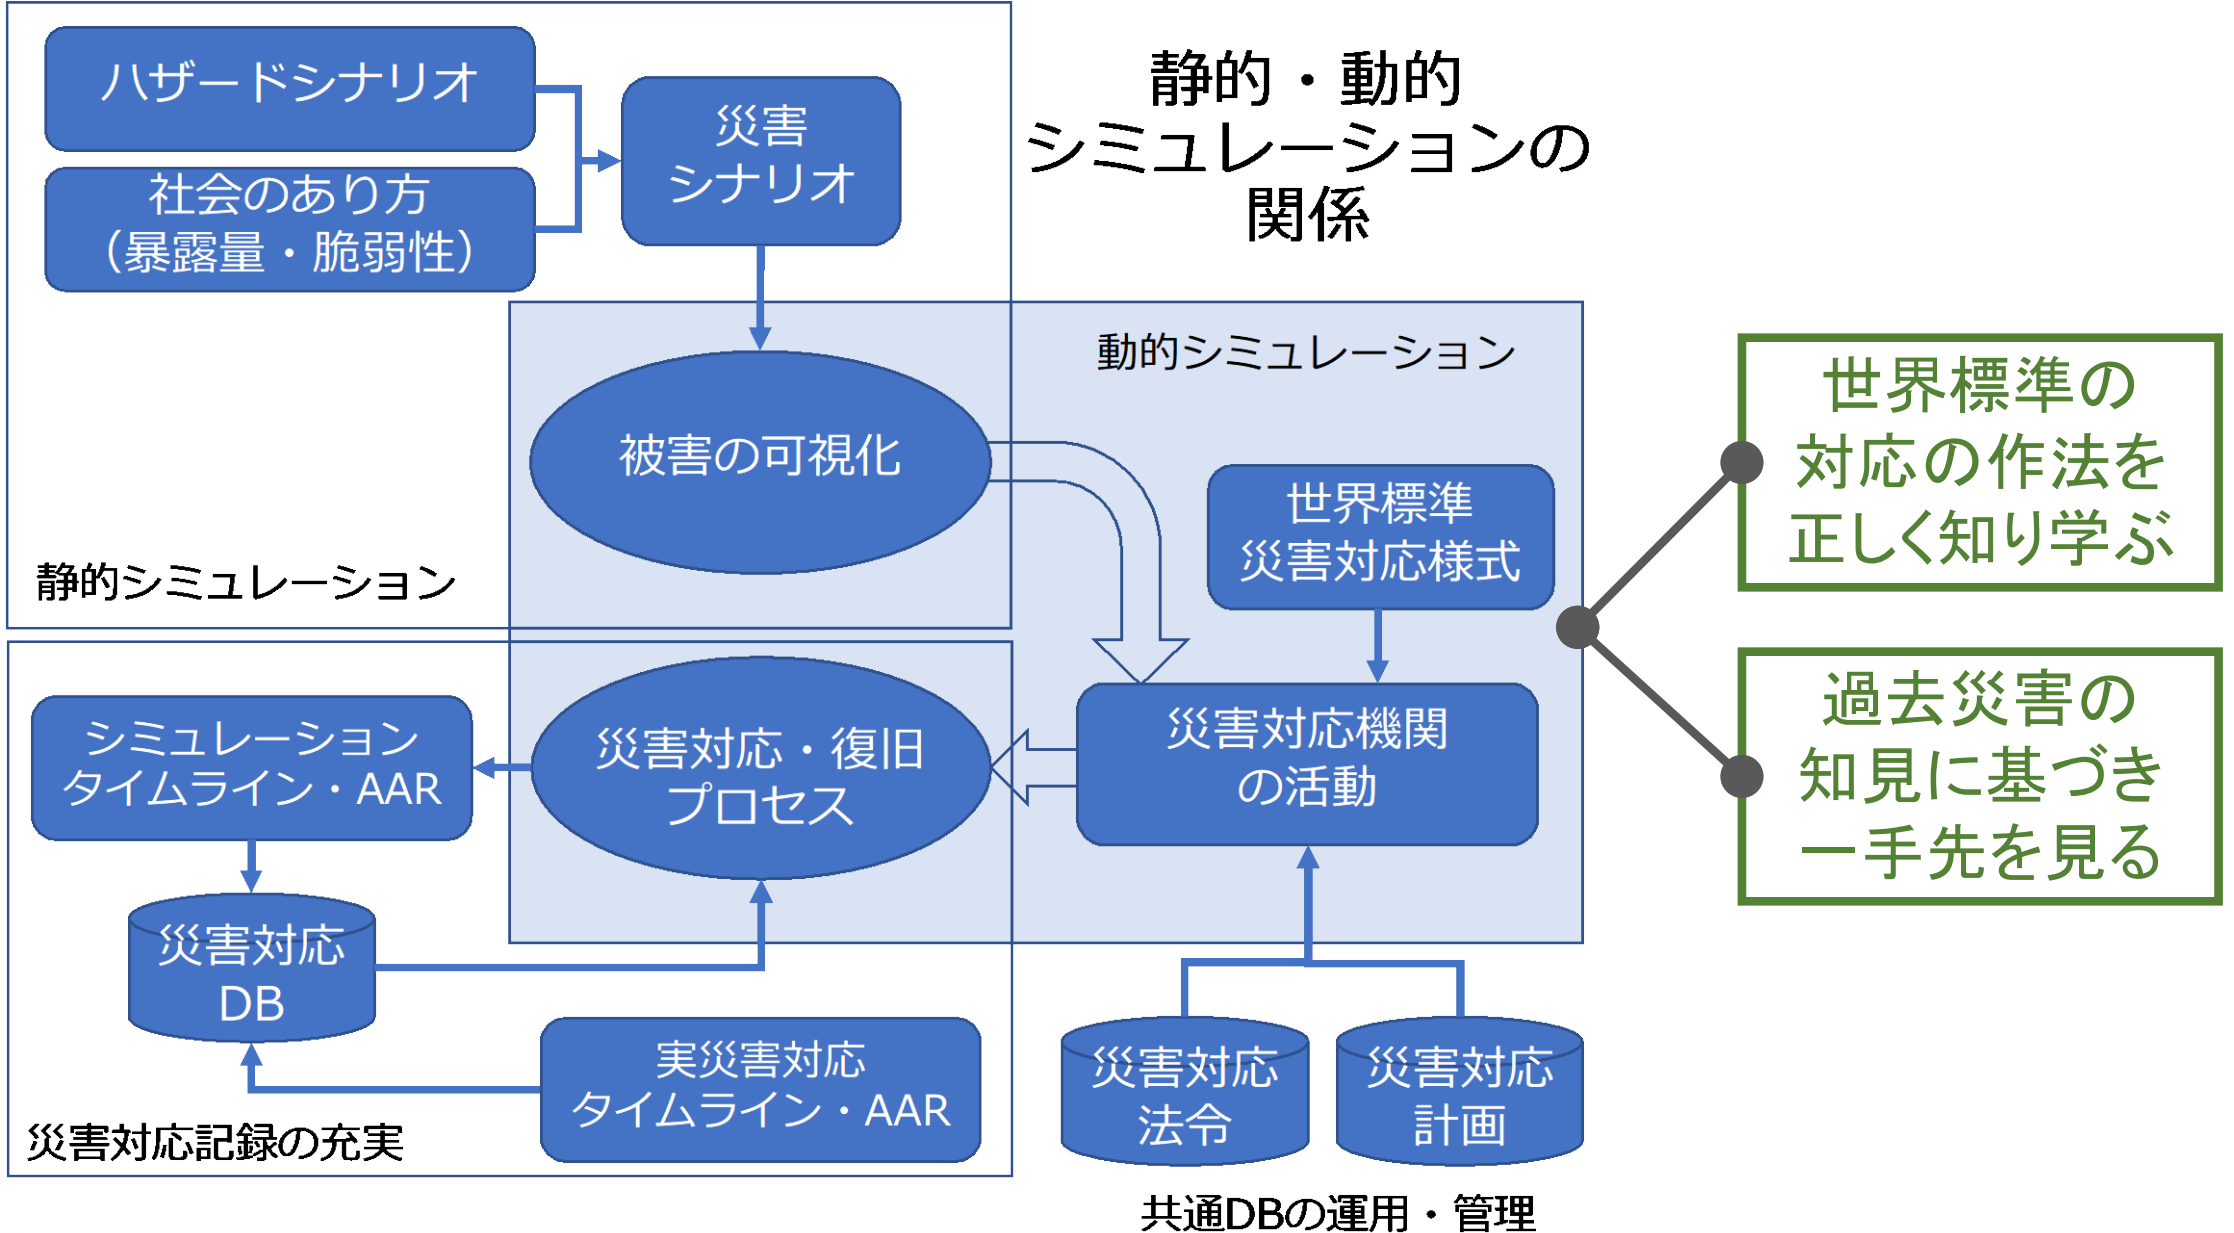 静的・動的
シミュレーションの
関係
ハザードシナリオ
社会のあり方
（暴露量・脆弱性）
災害
シナリオ
動的シミュレーション
被害の可視化
静的シミュレーション
世界標準
災害対応様式
世界標準の
対応の作法を
正しく知り学ぶ
過去災害の
知見に基づき
一手先を見る
シミュレーション
タイムライン・AAR
災害対応・復旧
プロセス
災害対応機関
の活動
災害対応
DB
実災害対応
タイムライン・AAR
災害対応記録の充実
災害対応
法令
災害対応
計画
共通DBの運用・管理